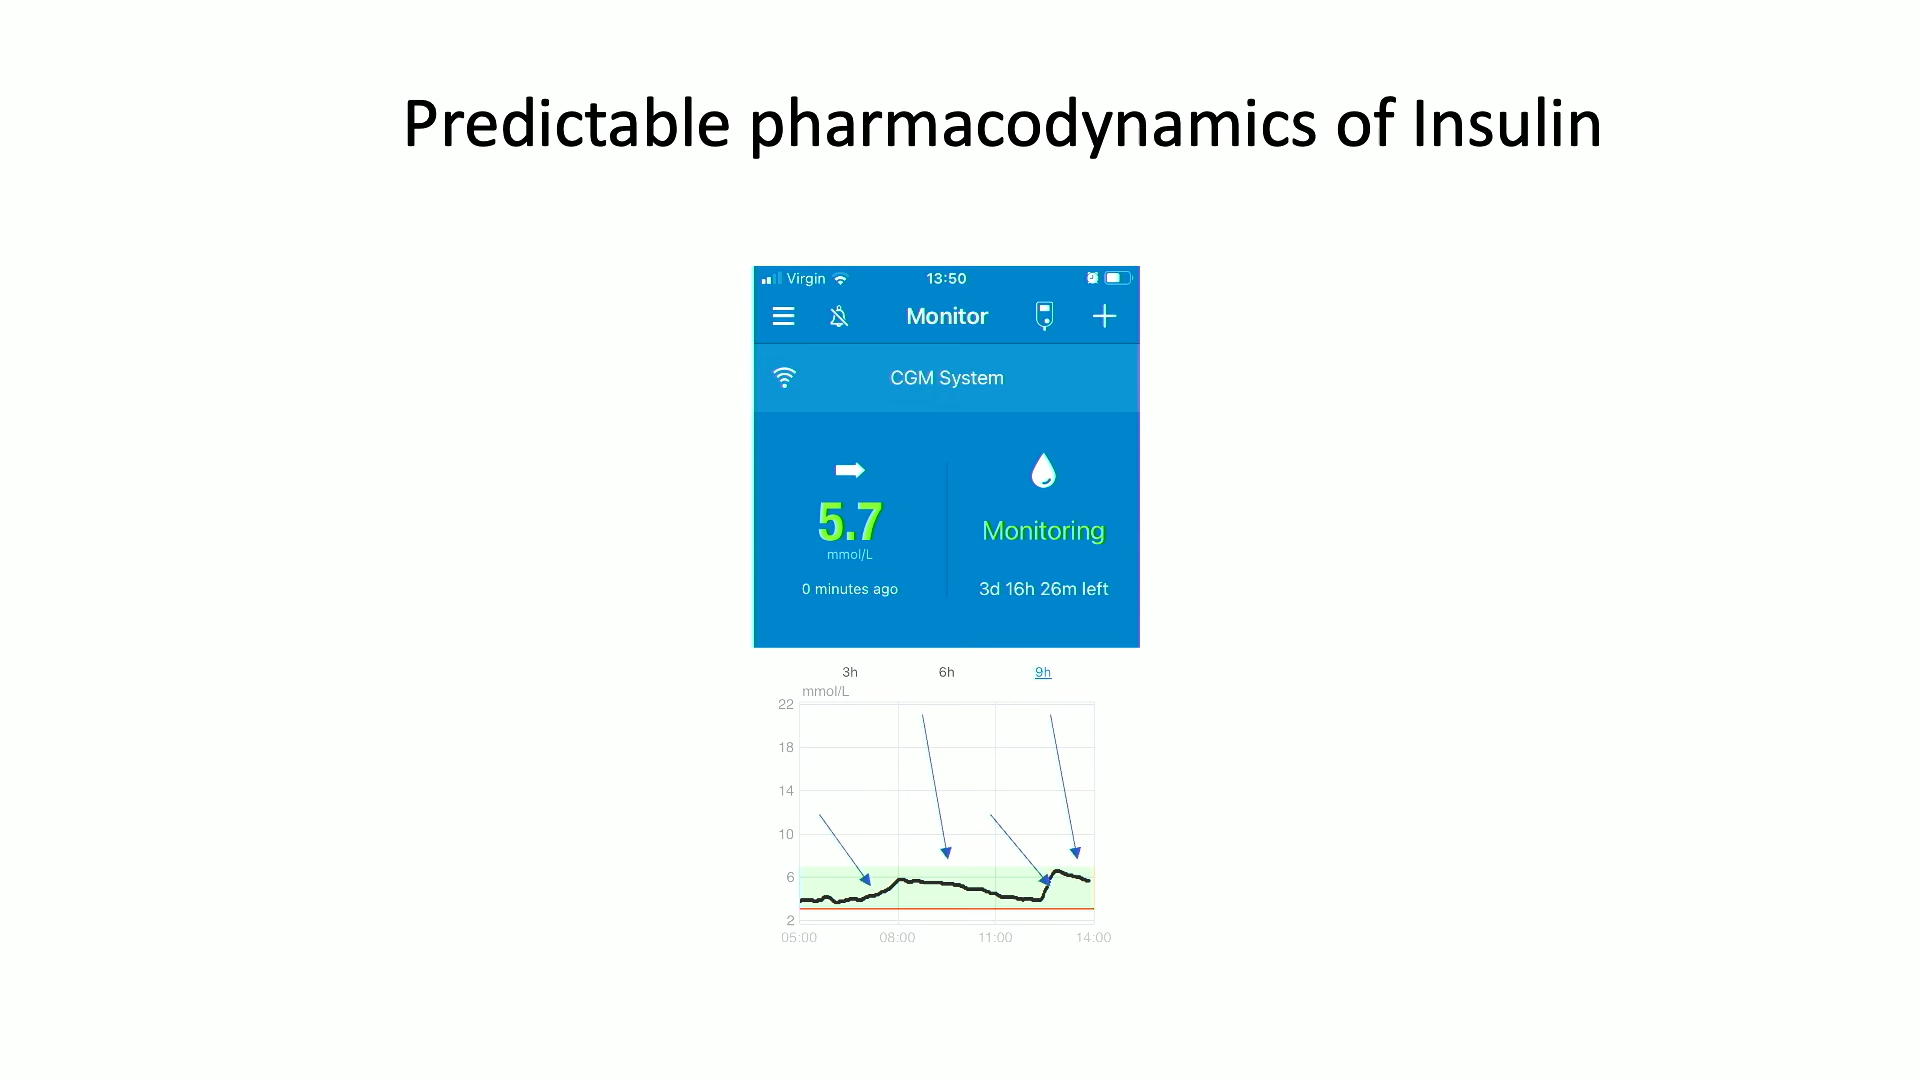 Predictable pharmacodynamics of Insulin
Virgin 13:50
Monitor
CGM System
5.7
mmol/L
0 minutes ago
Monitoring
3d 16h 26m left
3h 6h 9h
mmol/L
22
18
14
10
6
2
05:00 08:00 11:00 14:00